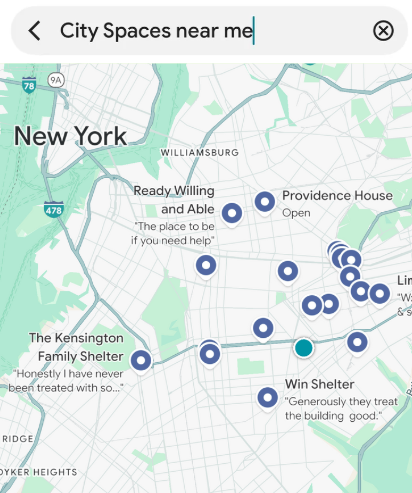 City Spaces near me
78
9A
New York
WILLIAMSBURG
478
Ready Willing
and Able
"The place to be
if you need help"
Providence House
Open
Lim
"W
& s
The Kensington
Family Shelter
"Honestly I have never
been treated with so..."
Win Shelter
"Generously they treat
the building good."
RIDGE
DYKER HEIGHTS